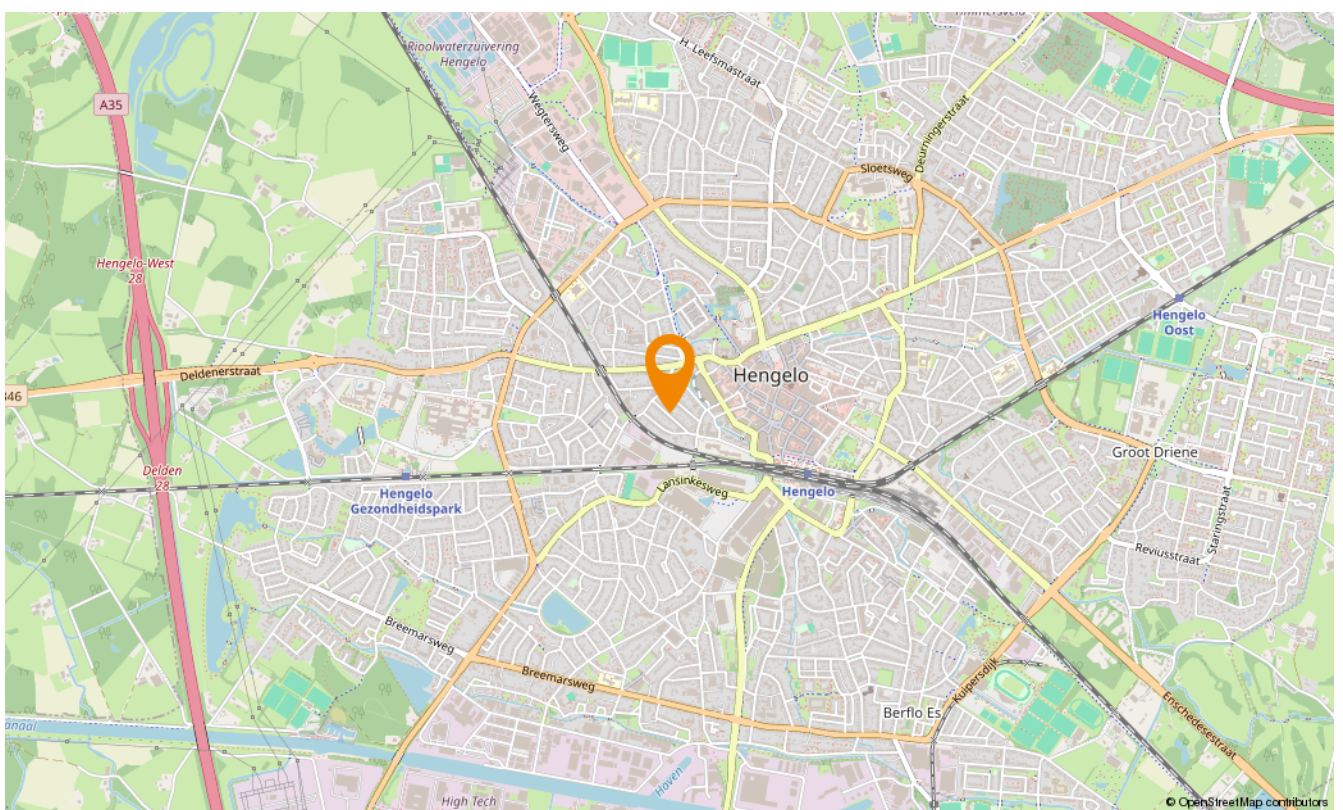 Rioolwaterzuivering
Hengelo
H. Leefsmastraat
A35
Wegtersweg
Deurningerstraat
Sloetsweg
Hengelo-West
28
Hengelo
Oost
Deldenerstraat
Hengelo
346
Groot Driene
Delden
28
Hengelo
Gezondheidspark
Lansinkesweg
Hengelo
Staringstraat
Reviusstraat
Breemarsweg
Breemarsweg
Kuipersdijk
Enschedesestraat
Berflo Es
Haven
High Tech
© OpenStreetMap contributors